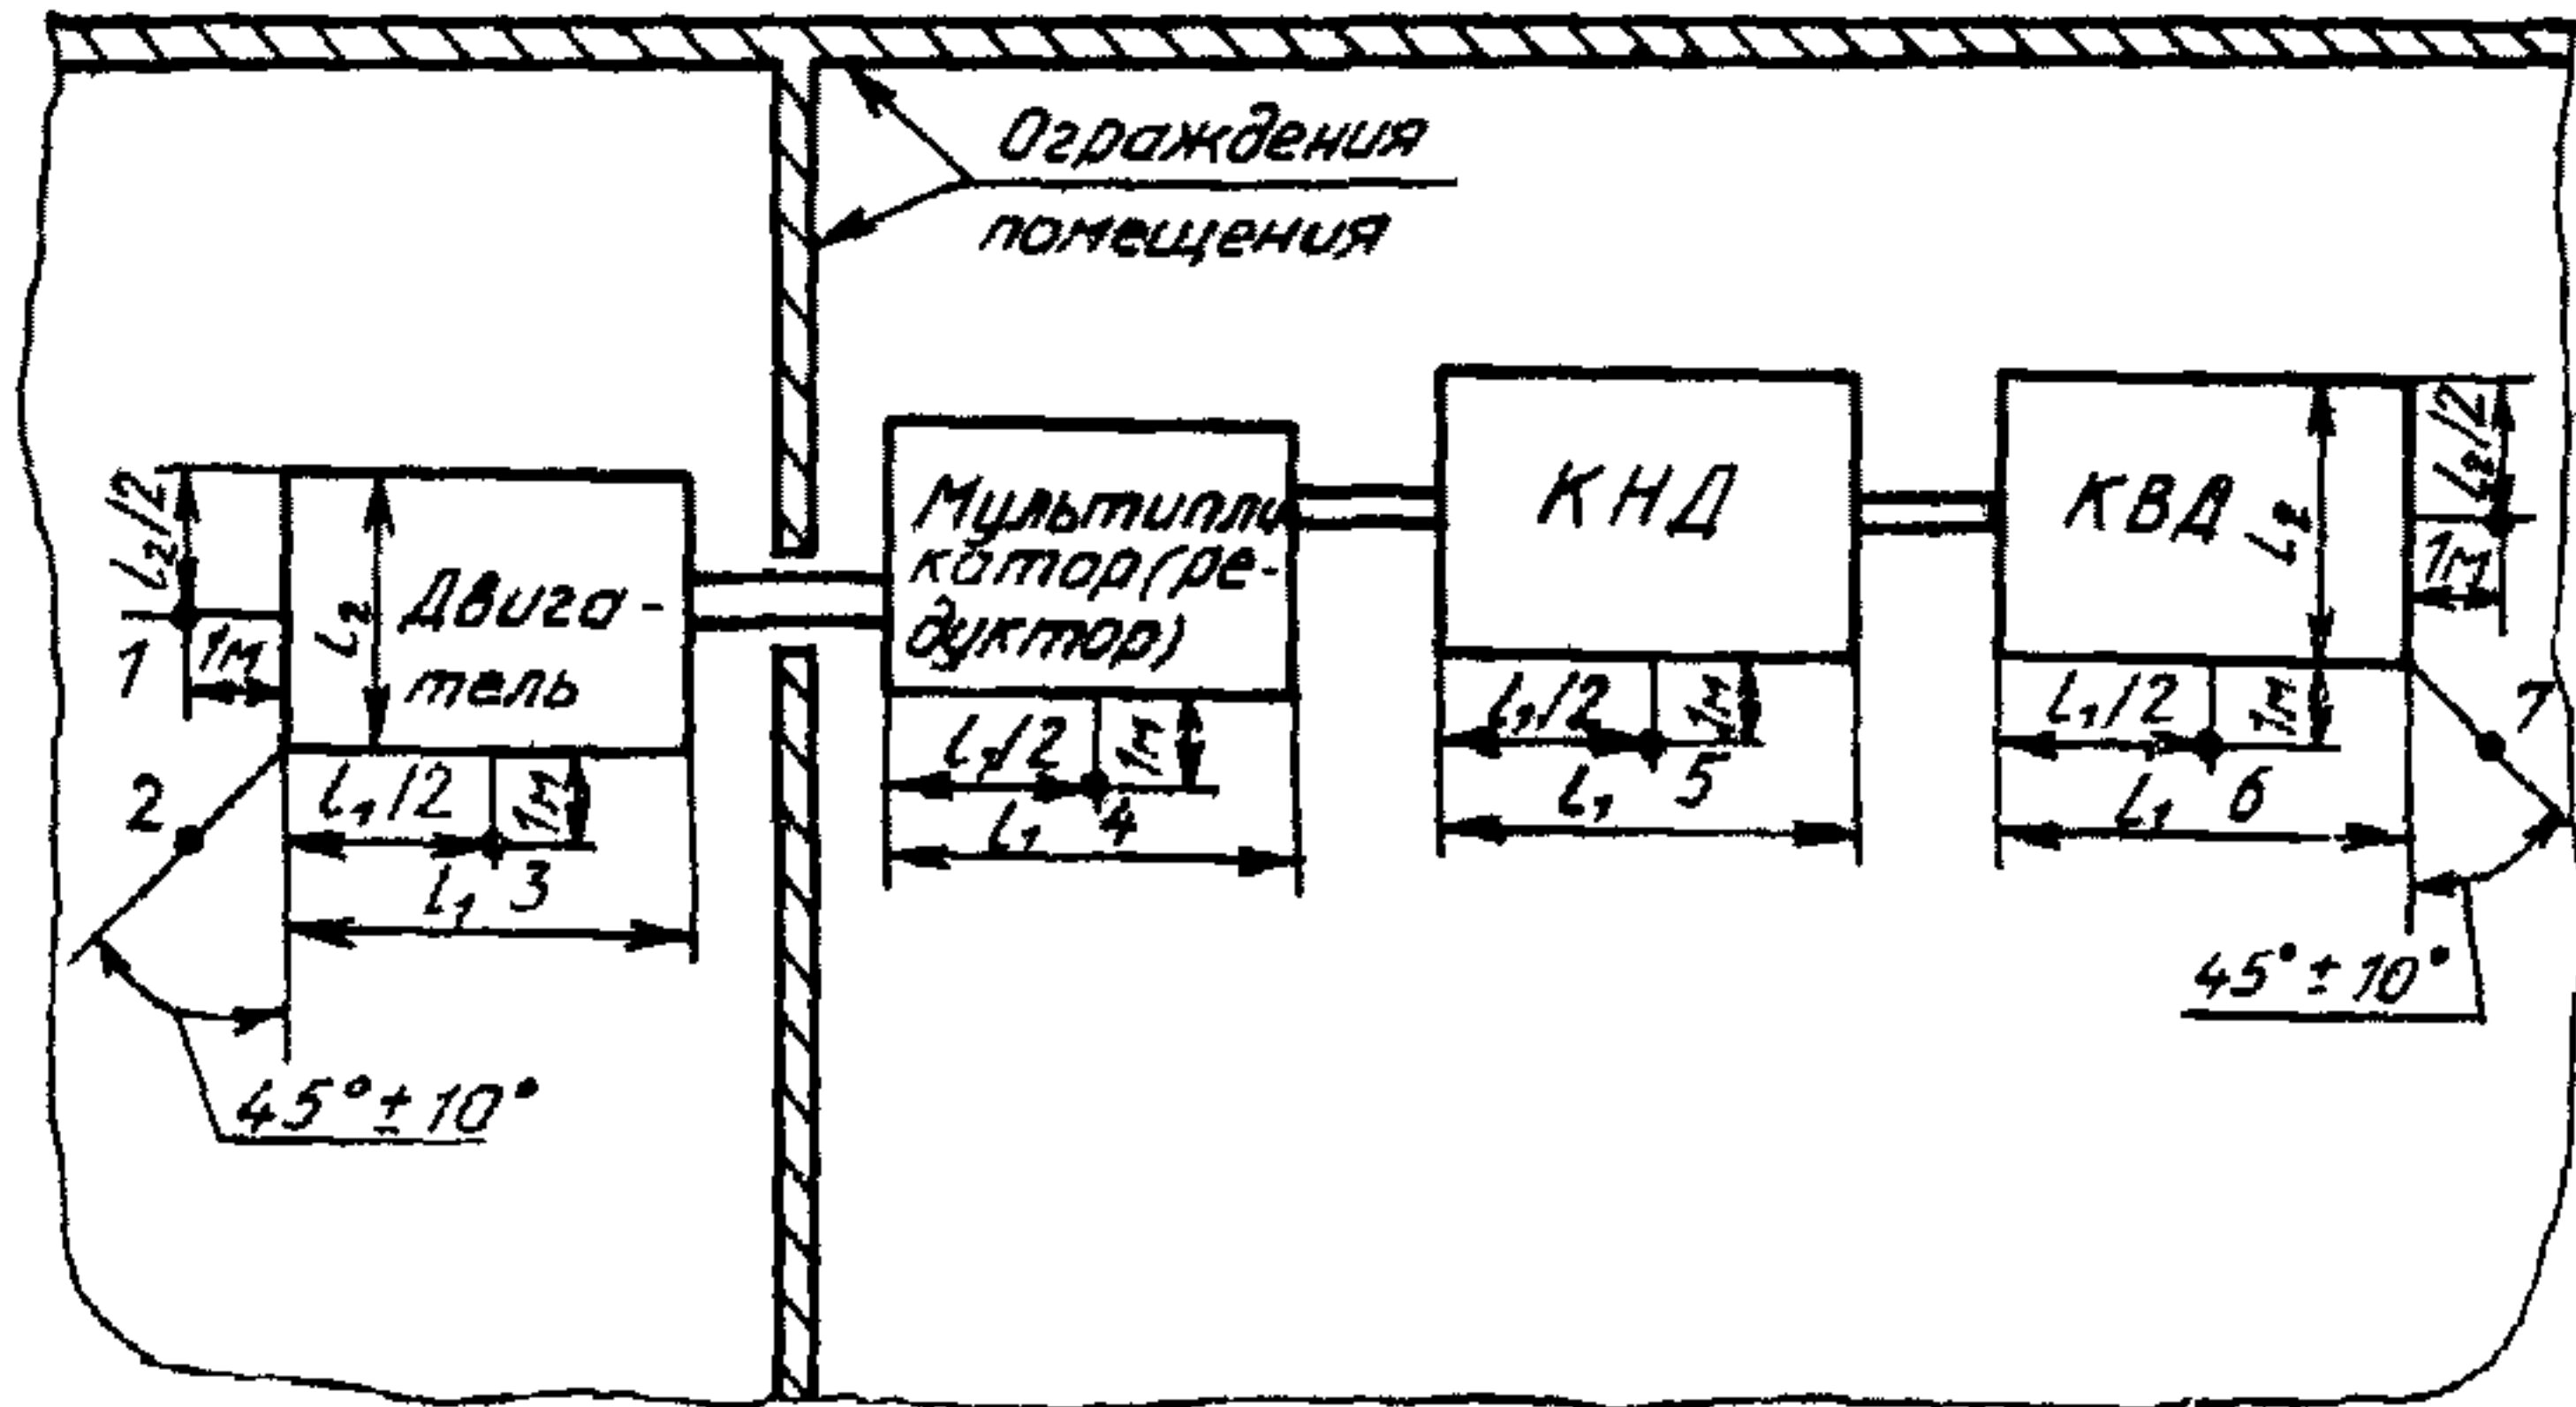 Ограждения
помещения
Двига-
тель
Мультипли
катор(ре-
дуктор)
КНД
КВД
l₂/2
1м
1
l₂
2
l₁/2
1м
l₁ 3
45°±10°
l₁/2
1м
l₁ 4
l₁/2
1м
l₁ 5
l₂
l₂/2
1м
l₁/2
1м
l₁ 6
7
45°±10°